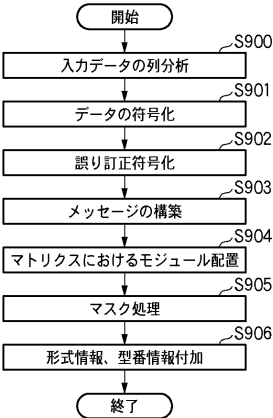 開始
S900
入力データの列分析
S901
データの符号化
S902
誤り訂正符号化
S903
メッセージの構築
S904
マトリクスにおけるモジュール配置
S905
マスク処理
S906
形式情報、型番情報付加
終了